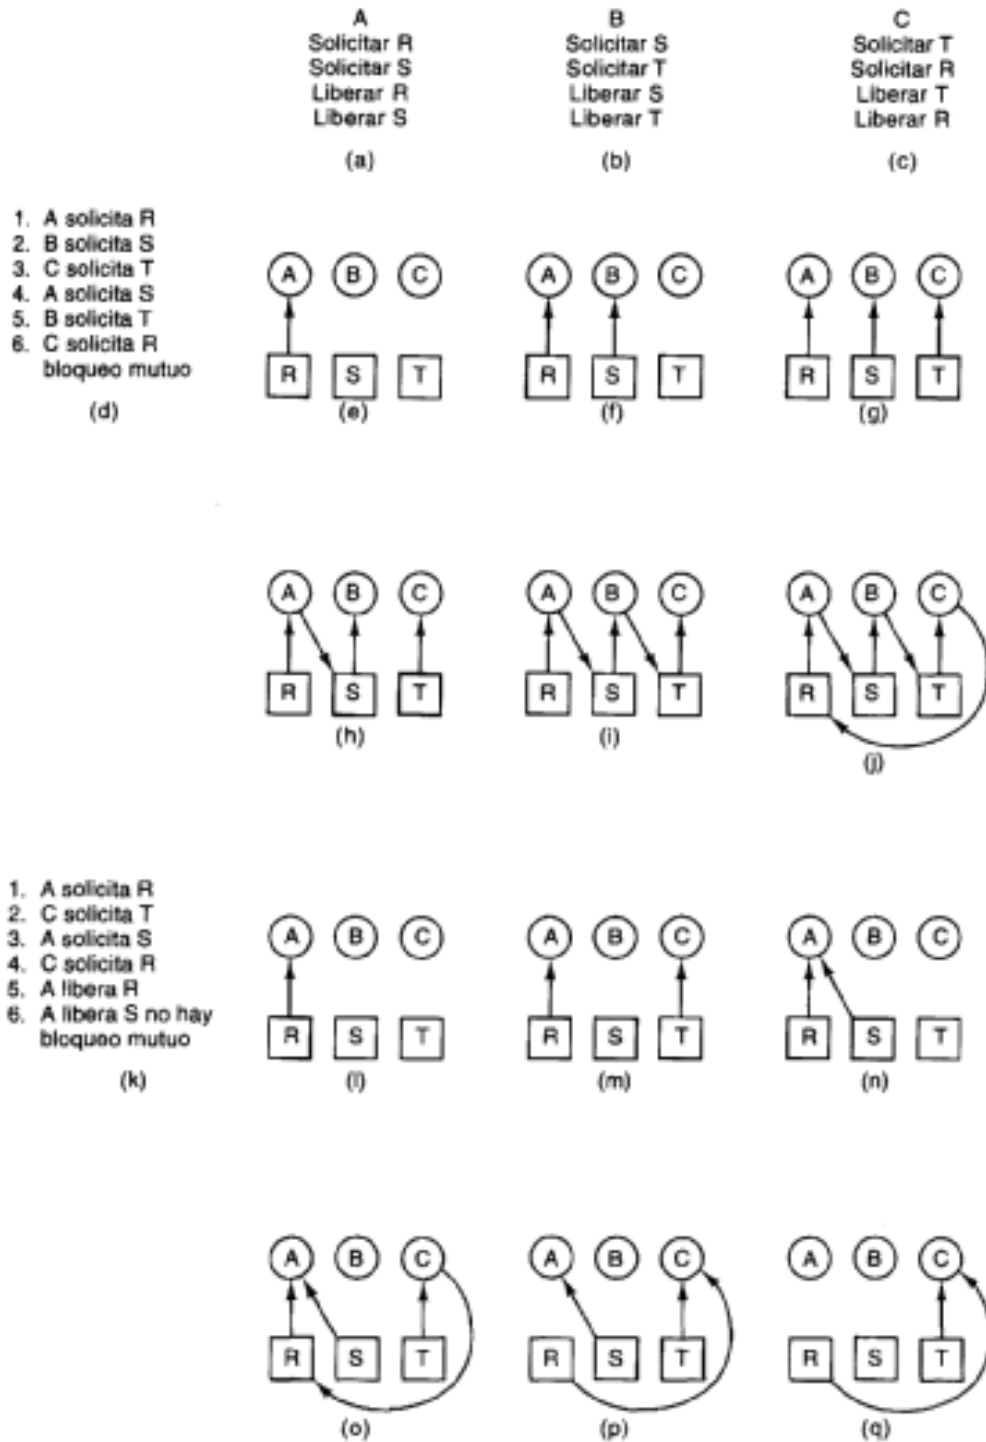 A
Solicitar R
Solicitar S
Liberar R
Liberar S
(a)
B
Solicitar S
Solicitar T
Liberar S
Liberar T
(b)
C
Solicitar T
Solicitar R
Liberar T
Liberar R
(c)
1. A solicita R
2. B solicita S
3. C solicita T
4. A solicita S
5. B solicita T
6. C solicita R
bloqueo mutuo
(d)
A B C
R S T
(e)
A B C
R S T
(f)
A B C
R S T
(g)
A B C
R S T
(h)
A B C
R S T
(i)
A B C
R S T
(j)
1. A solicita R
2. C solicita T
3. A solicita S
4. C solicita R
5. A libera R
6. A libera S no hay
bloqueo mutuo
(k)
A B C
R S T
(l)
A B C
R S T
(m)
A B C
R S T
(n)
A B C
R S T
(o)
A B C
R S T
(p)
A B C
R S T
(q)